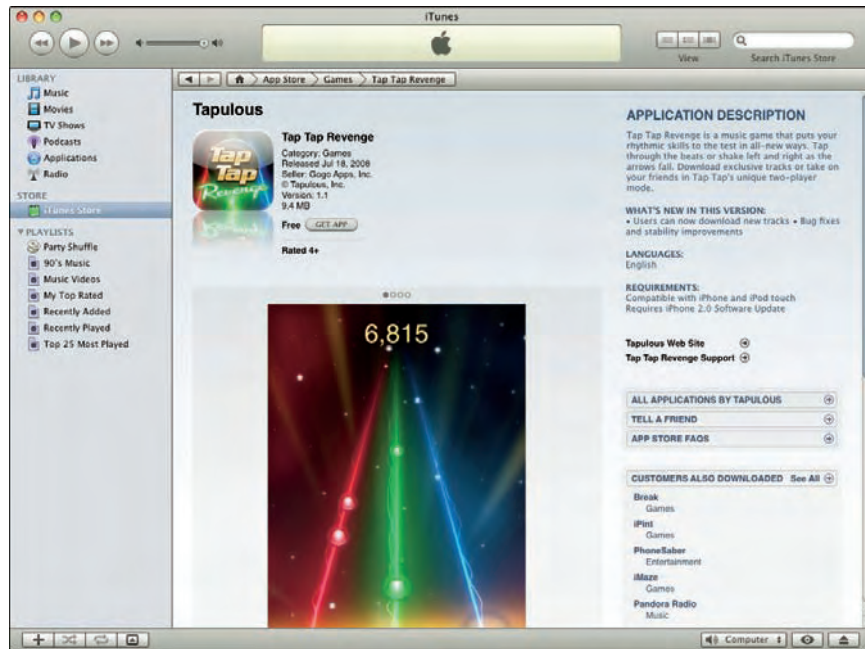 iTunes
View
Search iTunes Store
LIBRARY
Music
Movies
TV Shows
Podcasts
Applications
Radio
STORE
iTunes Store
PLAYLISTS
Party Shuffle
90's Music
Music Videos
My Top Rated
Recently Added
Recently Played
Top 25 Most Played
App Store
Games
Tap Tap Revenge
Tapulous
Tap
Tap
Revenge
Tap Tap Revenge
Category: Games
Released Jul 18, 2008
Seller: Gogo Apps, Inc.
© Tapulous, Inc.
Version: 1.1
9.4 MB
Free GET APP
Rated 4+
6,815
APPLICATION DESCRIPTION
Tap Tap Revenge is a music game that puts your
rhythmic skills to the test in all-new ways. Tap
through the beats or shake left and right as the
arrows fall. Download exclusive tracks or take on
your friends in Tap Tap's unique two-player
mode.
WHAT'S NEW IN THIS VERSION:
• Users can now download new tracks • Bug fixes
and stability improvements
LANGUAGES:
English
REQUIREMENTS:
Compatible with iPhone and iPod touch
Requires iPhone 2.0 Software Update
Tapulous Web Site
Tap Tap Revenge Support
ALL APPLICATIONS BY TAPULOUS
TELL A FRIEND
APP STORE FAQS
CUSTOMERS ALSO DOWNLOADED See All
Break
Games
iPint
Games
PhoneSaber
Entertainment
iMaze
Games
Pandora Radio
Music
Computer